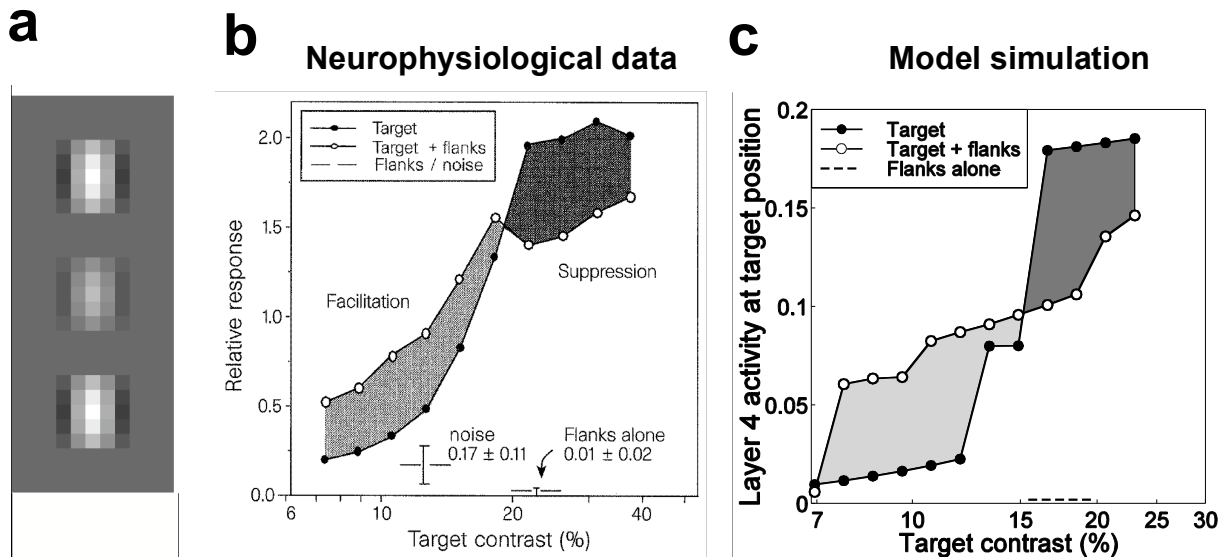 a
b
Neurophysiological data
Relative response
2.0
1.5
1.0
0.5
0.0
Target
Target + flanks
Flanks / noise
Facilitation
Suppression
noise
0.17 ± 0.11
Flanks alone
0.01 ± 0.02
6
10
20
40
Target contrast (%)
c
Model simulation
Layer 4 activity at target position
0.2
0.15
0.1
0.05
0
Target
Target + flanks
Flanks alone
7
10
15
20
25
30
Target contrast (%)